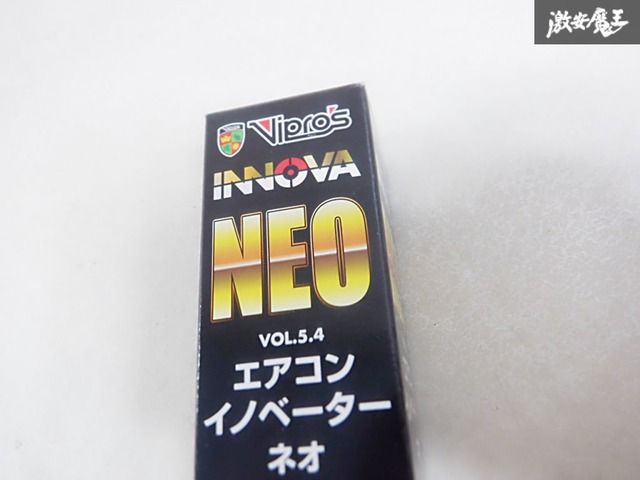 激安魔王
Vipro's
INNOVA
NEO
VOL.5.4
エアコン
イノベーター
ネオ